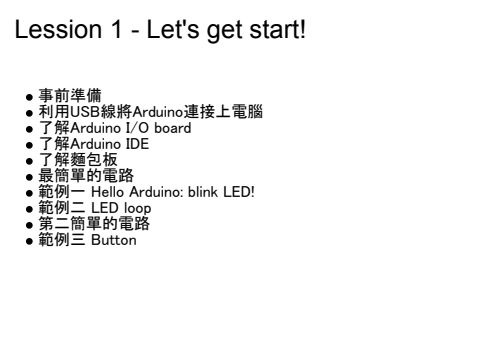 Lession 1 - Let's get start!
● 事前準備
● 利用USB線將Arduino連接上電腦
● 了解Arduino I/O board
● 了解Arduino IDE
● 了解麵包板
● 最簡單的電路
● 範例一 Hello Arduino: blink LED!
● 範例二 LED loop
● 第二簡單的電路
● 範例三 Button